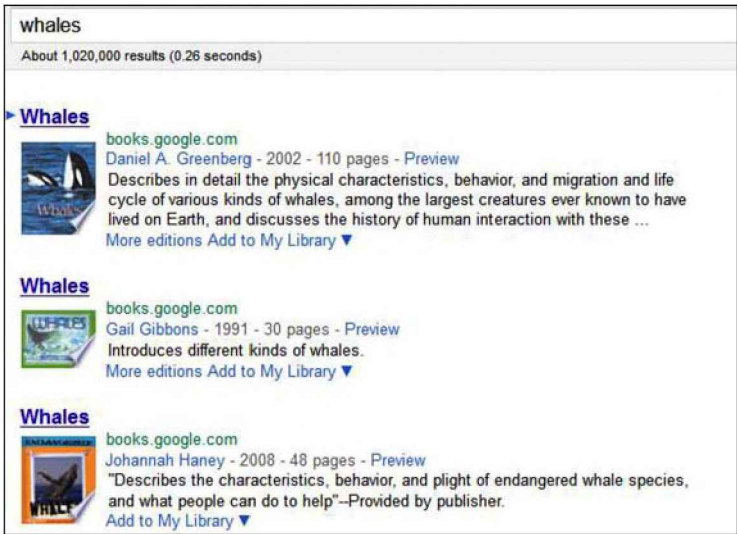 whales
About 1,020,000 results (0.26 seconds)
Whales
books.google.com
Daniel A. Greenberg - 2002 - 110 pages - Preview
Describes in detail the physical characteristics, behavior, and migration and life
cycle of various kinds of whales, among the largest creatures ever known to have
lived on Earth, and discusses the history of human interaction with these ...
More editions Add to My Library ▼
Whales
Whales
books.google.com
Gail Gibbons - 1991 - 30 pages - Preview
Introduces different kinds of whales.
More editions Add to My Library ▼
WHALES
Whales
books.google.com
Johannah Haney - 2008 - 48 pages - Preview
"Describes the characteristics, behavior, and plight of endangered whale species,
and what people can do to help"--Provided by publisher.
Add to My Library ▼